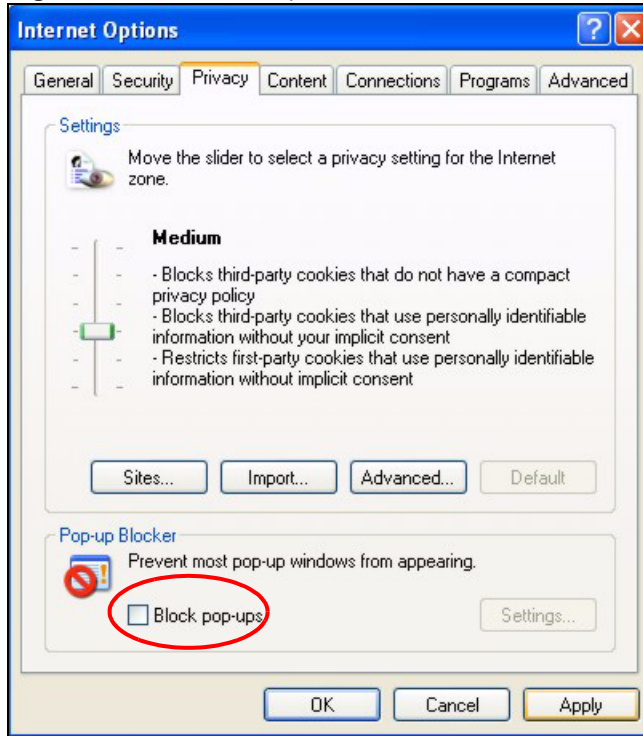 Internet Options
General Security Privacy Content Connections Programs Advanced
Settings
Move the slider to select a privacy setting for the Internet
zone.
Medium
- Blocks third-party cookies that do not have a compact
privacy policy
- Blocks third-party cookies that use personally identifiable
information without your implicit consent
- Restricts first-party cookies that use personally identifiable
information without implicit consent
Sites... Import... Advanced... Default
Pop-up Blocker
Prevent most pop-up windows from appearing.
Block pop-ups Settings...
OK Cancel Apply